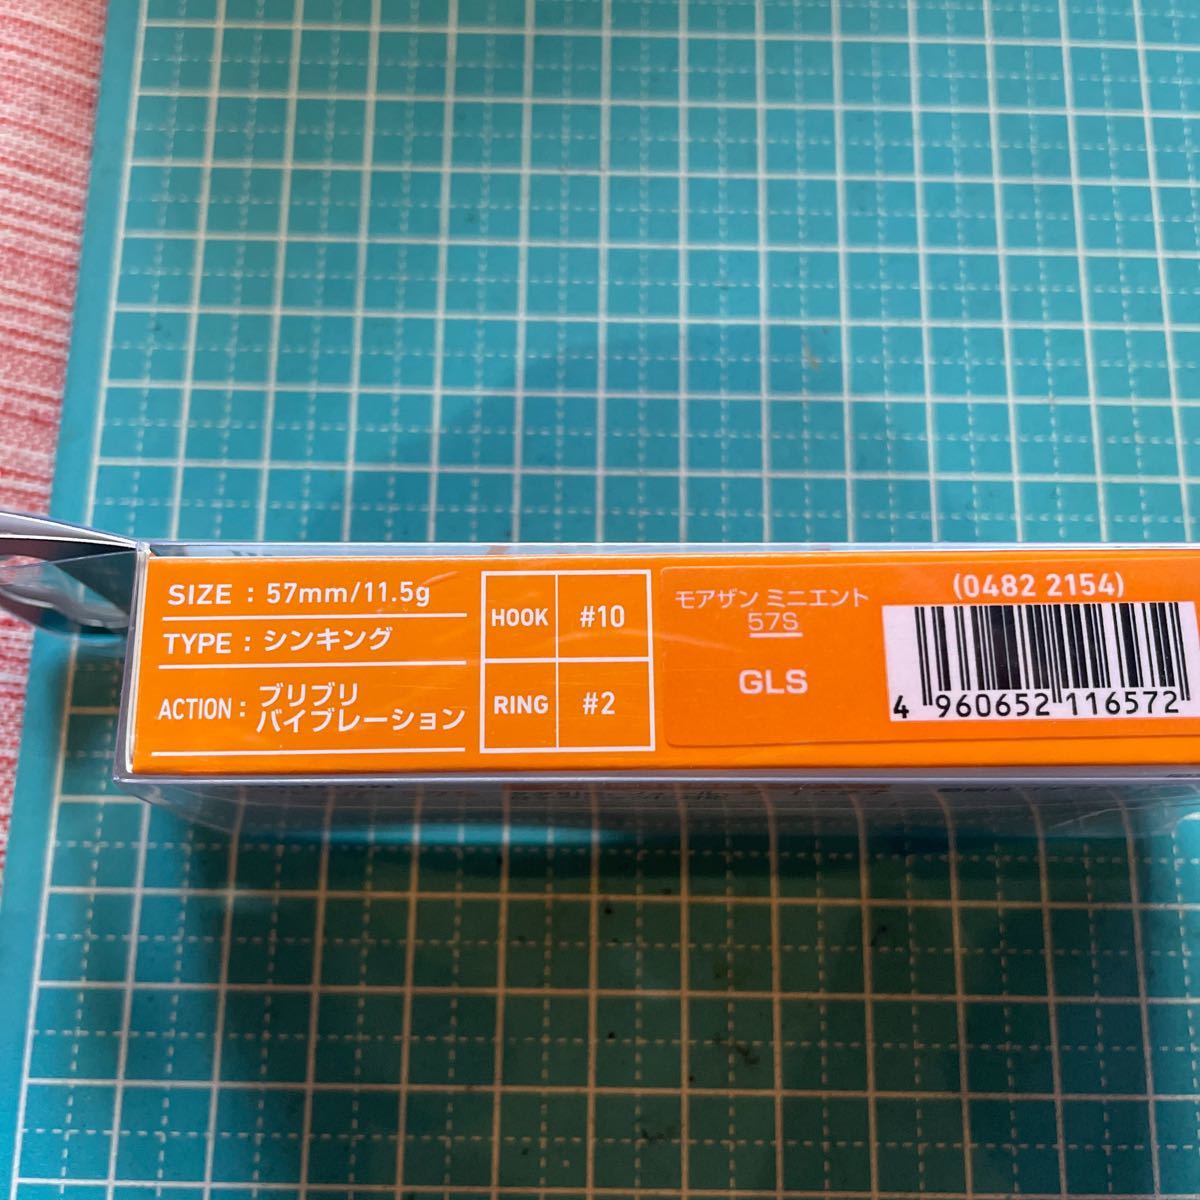 SIZE : 57mm/11.5g
TYPE : シンキング
ACTION : ブリブリ
バイブレーション
HOOK #10
RING #2
モアザン ミニエント
57S
GLS
(0482 2154)
4 960652 116572